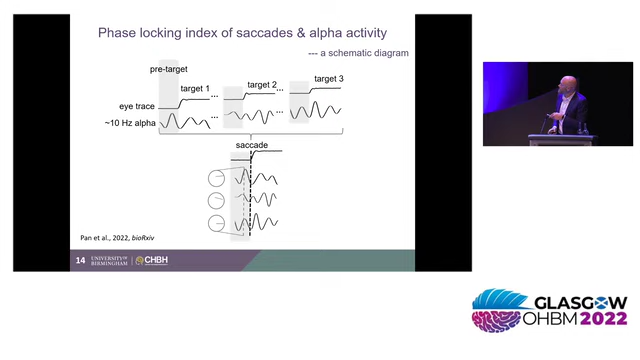 Phase locking index of saccades & alpha activity
--- a schematic diagram
pre-target
target 1
target 2
target 3
...
...
eye trace
...
...
~10 Hz alpha
saccade
Pan et al., 2022, bioRxiv
14 UNIVERSITY OF BIRMINGHAM CHBH
GLASGOW
OHBM 2022